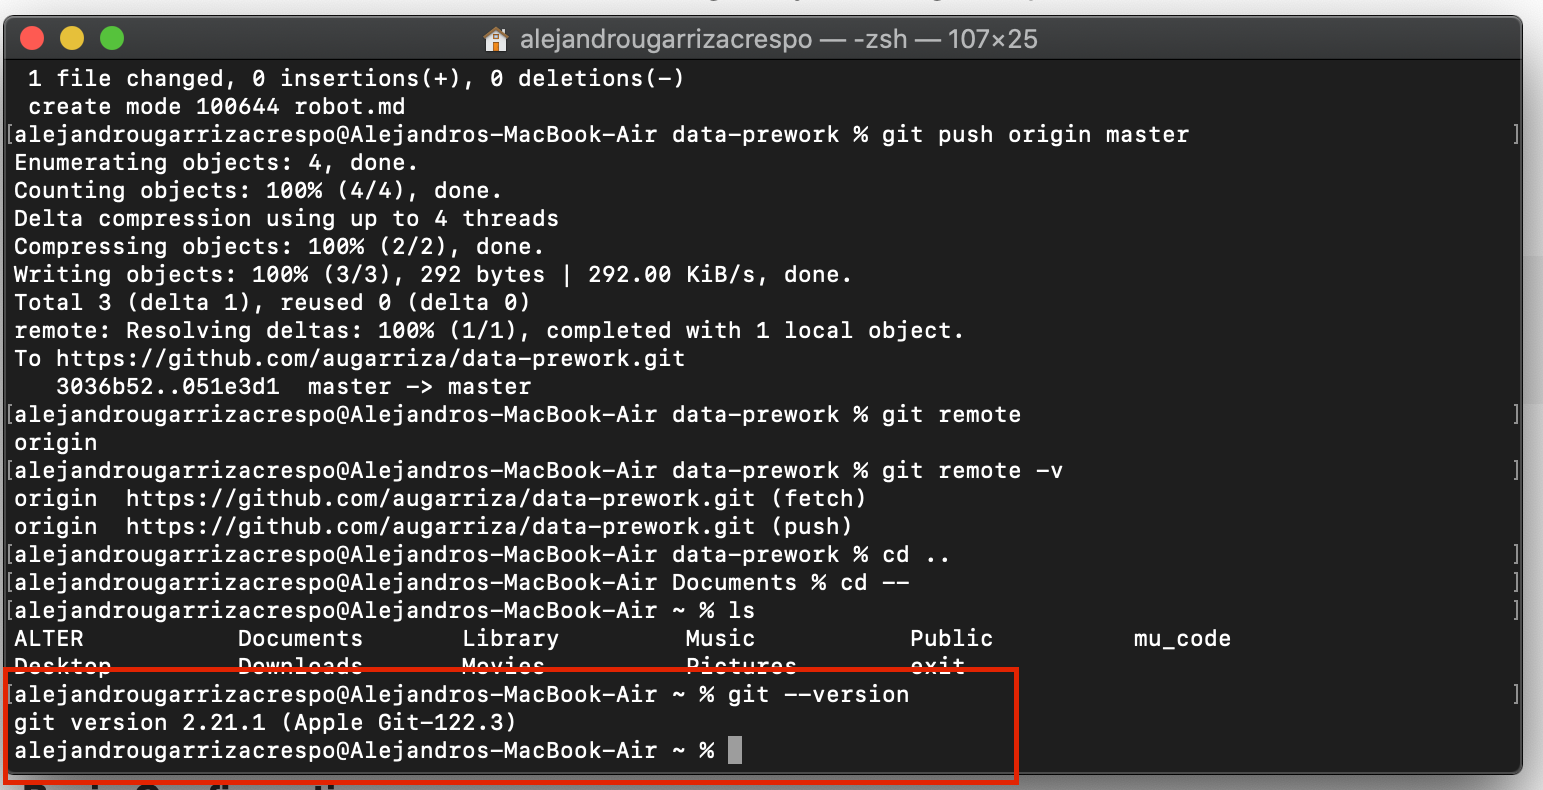 alejandrougarrizacrespo — -zsh — 107×25
1 file changed, 0 insertions(+), 0 deletions(-)
create mode 100644 robot.md
[alejandrougarrizacrespo@Alejandros-MacBook-Air data-prework % git push origin master ]
Enumerating objects: 4, done.
Counting objects: 100% (4/4), done.
Delta compression using up to 4 threads
Compressing objects: 100% (2/2), done.
Writing objects: 100% (3/3), 292 bytes | 292.00 KiB/s, done.
Total 3 (delta 1), reused 0 (delta 0)
remote: Resolving deltas: 100% (1/1), completed with 1 local object.
To https://github.com/augarriza/data-prework.git
3036b52..051e3d1  master -> master
[alejandrougarrizacrespo@Alejandros-MacBook-Air data-prework % git remote ]
origin
[alejandrougarrizacrespo@Alejandros-MacBook-Air data-prework % git remote -v ]
origin  https://github.com/augarriza/data-prework.git (fetch)
origin  https://github.com/augarriza/data-prework.git (push)
[alejandrougarrizacrespo@Alejandros-MacBook-Air data-prework % cd .. ]
[alejandrougarrizacrespo@Alejandros-MacBook-Air Documents % cd -- ]
[alejandrougarrizacrespo@Alejandros-MacBook-Air ~ % ls ]
ALTER Documents Library Music Public mu_code
Desktop Downloads Movies Pictures exit
[alejandrougarrizacrespo@Alejandros-MacBook-Air ~ % git --version ]
git version 2.21.1 (Apple Git-122.3)
alejandrougarrizacrespo@Alejandros-MacBook-Air ~ %